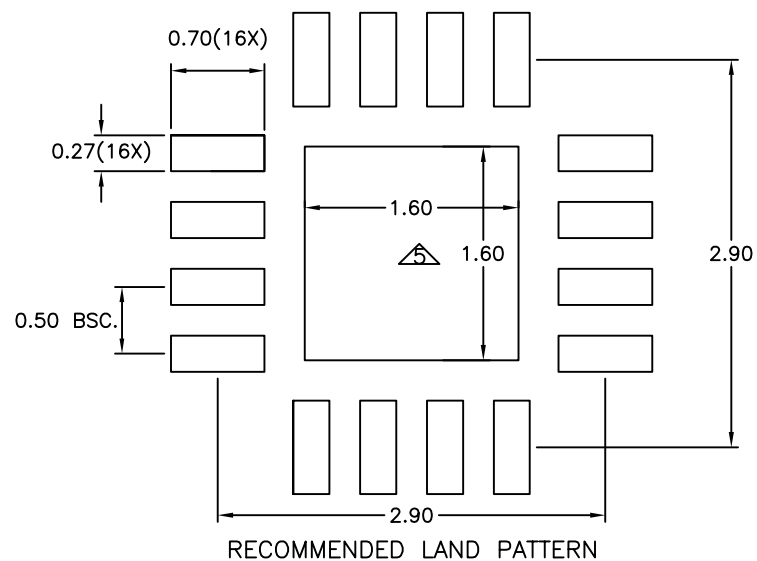 0.70(16X)
0.27(16X)
1.60
5
1.60
2.90
0.50 BSC.
2.90
RECOMMENDED LAND PATTERN